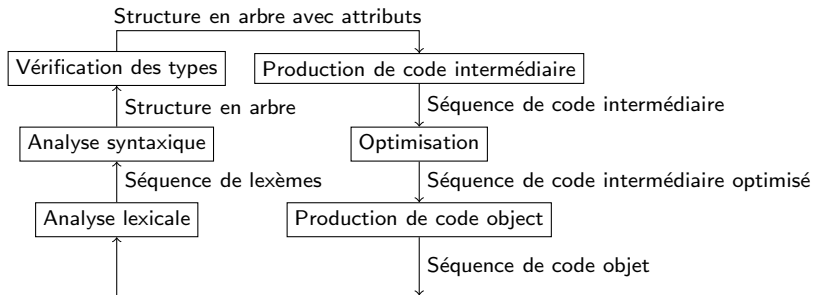 Structure en arbre avec attributs
Vérification des types
Production de code intermédiaire
Structure en arbre
Séquence de code intermédiaire
Analyse syntaxique
Optimisation
Séquence de lexèmes
Séquence de code intermédiaire optimisé
Analyse lexicale
Production de code object
Séquence de code objet